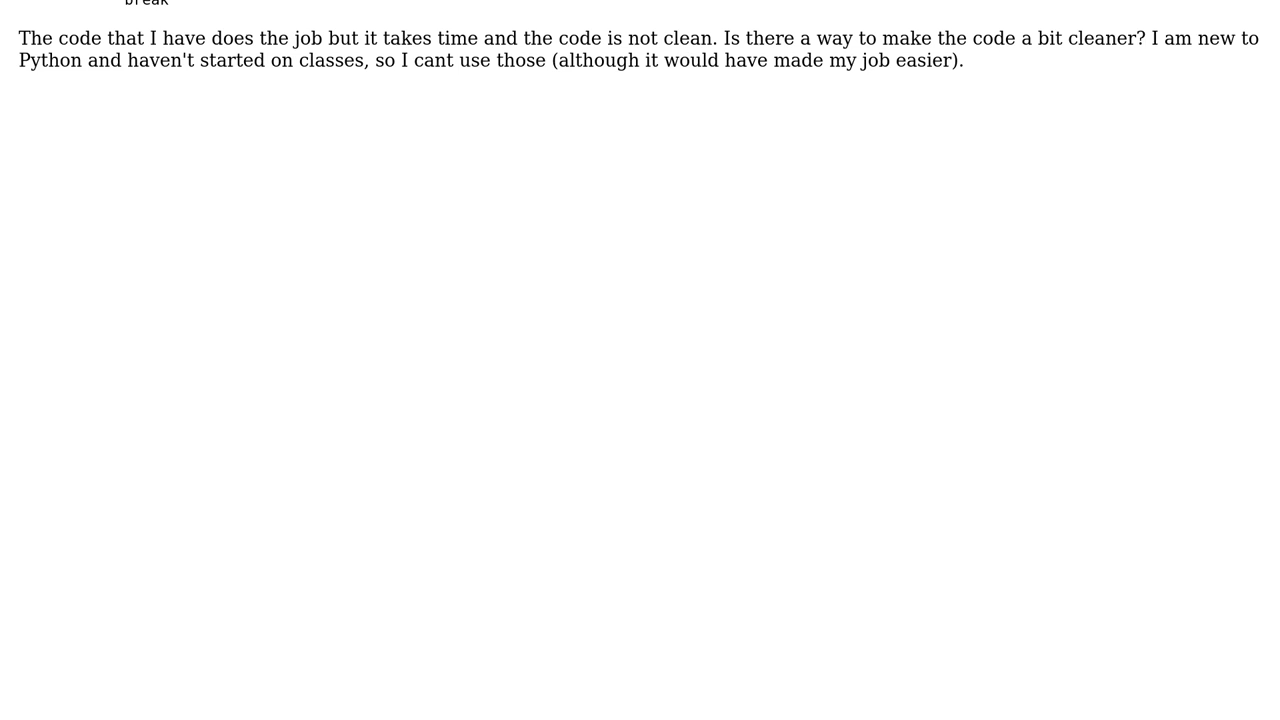 break
The code that I have does the job but it takes time and the code is not clean. Is there a way to make the code a bit cleaner? I am new to
Python and haven't started on classes, so I cant use those (although it would have made my job easier).